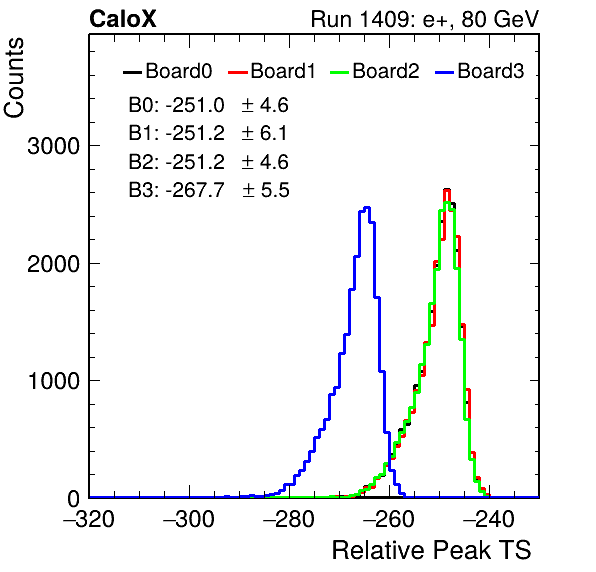 CaloX Run 1409: e+, 80 GeV
Counts
Board0 Board1 Board2 Board3
B0: -251.0 ± 4.6
B1: -251.2 ± 6.1
B2: -251.2 ± 4.6
B3: -267.7 ± 5.5
3000
2000
1000
0
−320 −300 −280 −260 −240
Relative Peak TS